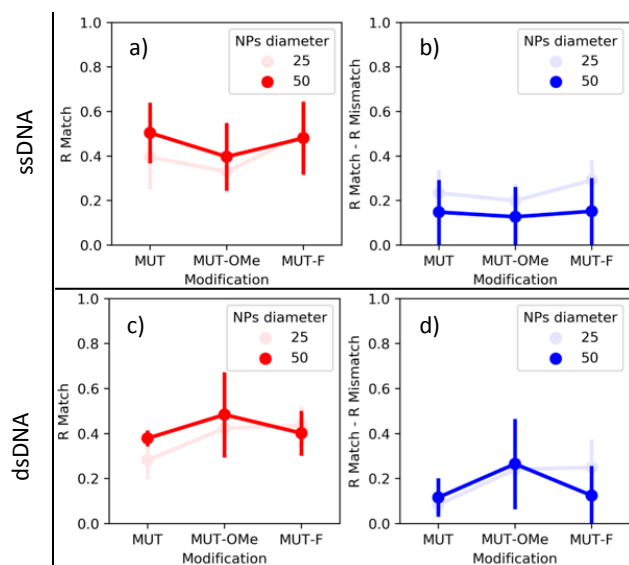 ssDNA
a)
NPs diameter
25
50
1.0
0.8
0.6
0.4
0.2
0.0
R Match
MUT
MUT-OMe
MUT-F
Modification
b)
NPs diameter
25
50
1.0
0.8
0.6
0.4
0.2
0.0
R Match - R Mismatch
MUT
MUT-OMe
MUT-F
Modification
dsDNA
c)
NPs diameter
25
50
1.0
0.8
0.6
0.4
0.2
0.0
R Match
MUT
MUT-OMe
MUT-F
Modification
d)
NPs diameter
25
50
1.0
0.8
0.6
0.4
0.2
0.0
R Match - R Mismatch
MUT
MUT-OMe
MUT-F
Modification